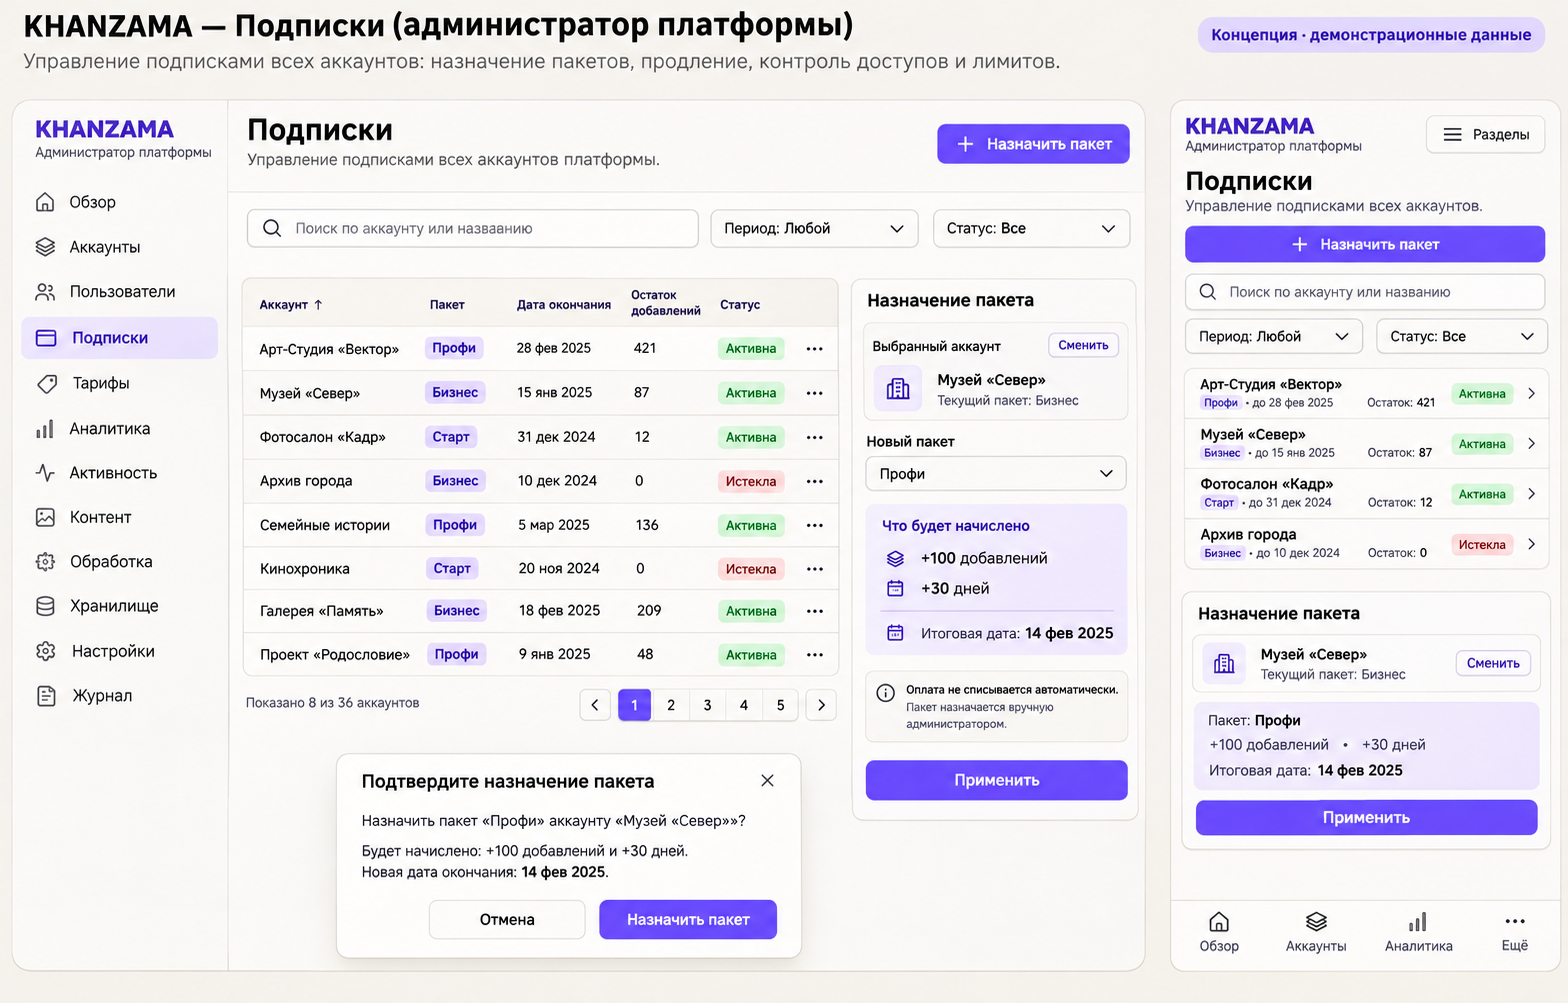 KHANZAMA — Подписки (администратор платформы)
Управление подписками всех аккаунтов: назначение пакетов, продление, контроль доступов и лимитов.
Концепция · демонстрационные данные
KHANZAMA
Администратор платформы
Обзор
Аккаунты
Пользователи
Подписки
Тарифы
Аналитика
Активность
Контент
Обработка
Хранилище
Настройки
Журнал
Подписки
Управление подписками всех аккаунтов платформы.
+ Назначить пакет
Поиск по аккаунту или назваанию
Период: Любой
Статус: Все
Аккаунт ↑ Пакет Дата окончания Остаток добавлений Статус
Арт-Студия «Вектор» Профи 28 фев 2025 421 Активна ...
Музей «Север» Бизнес 15 янв 2025 87 Активна ...
Фотосалон «Кадр» Старт 31 дек 2024 12 Активна ...
Архив города Бизнес 10 дек 2024 0 Истекла ...
Семейные истории Профи 5 мар 2025 136 Активна ...
Кинохроника Старт 20 ноя 2024 0 Истекла ...
Галерея «Память» Бизнес 18 фев 2025 209 Активна ...
Проект «Родословие» Профи 9 янв 2025 48 Активна ...
Показано 8 из 36 аккаунтов
1 2 3 4 5
Назначение пакета
Выбранный аккаунт
Сменить
Музей «Север»
Текущий пакет: Бизнес
Новый пакет
Профи
Что будет начислено
+100 добавлений
+30 дней
Итоговая дата: 14 фев 2025
Оплата не списывается автоматически.
Пакет назначается вручную
администратором.
Применить
Подтвердите назначение пакета
Назначить пакет «Профи» аккаунту «Музей «Север»»?
Будет начислено: +100 добавлений и +30 дней.
Новая дата окончания: 14 фев 2025.
Отмена
Назначить пакет
KHANZAMA
Администратор платформы
Разделы
Подписки
Управление подписками всех аккаунтов.
+ Назначить пакет
Поиск по аккаунту или названию
Период: Любой
Статус: Все
Арт-Студия «Вектор»
Профи • до 28 фев 2025 Остаток: 421 Активна
Музей «Север»
Бизнес • до 15 янв 2025 Остаток: 87 Активна
Фотосалон «Кадр»
Старт • до 31 дек 2024 Остаток: 12 Активна
Архив города
Бизнес • до 10 дек 2024 Остаток: 0 Истекла
Назначение пакета
Музей «Север»
Текущий пакет: Бизнес
Сменить
Пакет: Профи
+100 добавлений • +30 дней
Итоговая дата: 14 фев 2025
Применить
Обзор
Аккаунты
Аналитика
Ещё